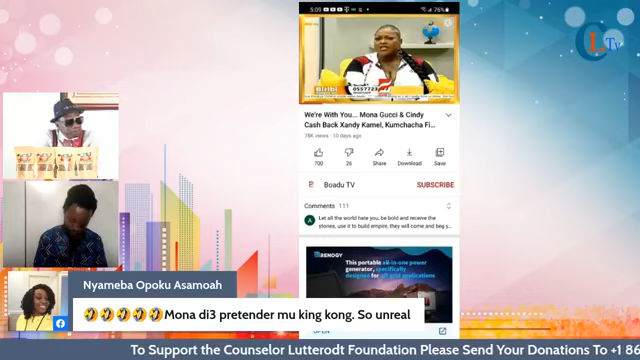 5:09
76%
CLTv
Biribi
0557723
We're With You... Mona Gucci & Cindy
Cash Back Xandy Kamel, Kumchacha Fi...
78K views · 10 days ago
700
26
Share
Download
Save
Boadu TV
SUBSCRIBE
Comments 111
A
Let all the world hate you, be bold and receive the
stones, use it to build empire, they will come and beg y...
RENOGY
This portable all-in-one power
generator, specifically
designed for off-grid applications
OPEN
Nyameba Opoku Asamoah
🤣🤣🤣🤣🤣Mona di3 pretender mu king kong. So unreal
To Support the Counselor Lutterodt Foundation Please Send Your Donations To +1 86